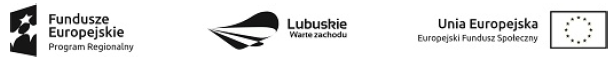 Fundusze
Europejskie
Program Regionalny
Lubuskie
Warte zachodu
Unia Europejska
Europejski Fundusz Społeczny